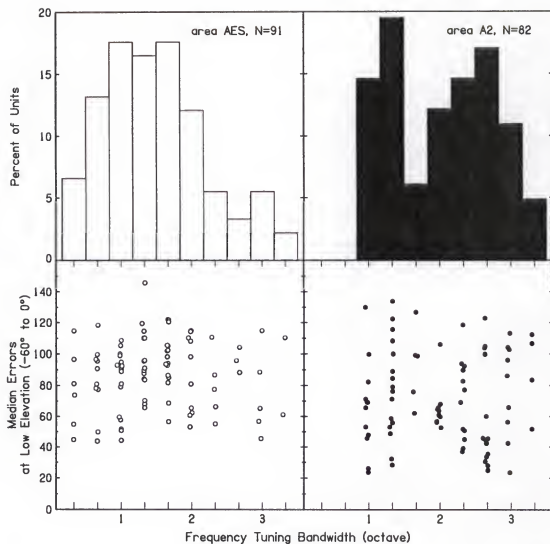 area AES, N=91
area A2, N=82
Percent of Units
20
15
10
5
0
Median Errors
at Low Elevation (−60° to 0°)
140
120
100
80
60
40
20
0
1 2 3
1 2 3
Frequency Tuning Bandwidth (octave)